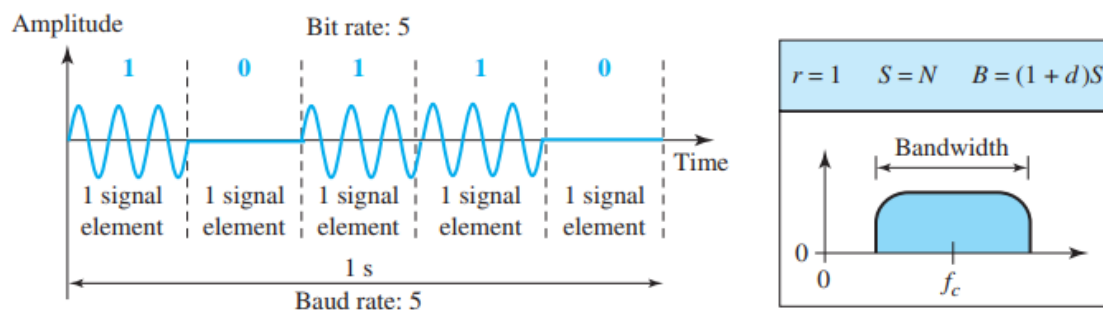 Amplitude
Bit rate: 5
1 0 1 1 0
Time
1 signal element
1 signal element
1 signal element
1 signal element
1 signal element
1 s
Baud rate: 5
r = 1 S = N B = (1 + d)S
Bandwidth
0
0
f_c